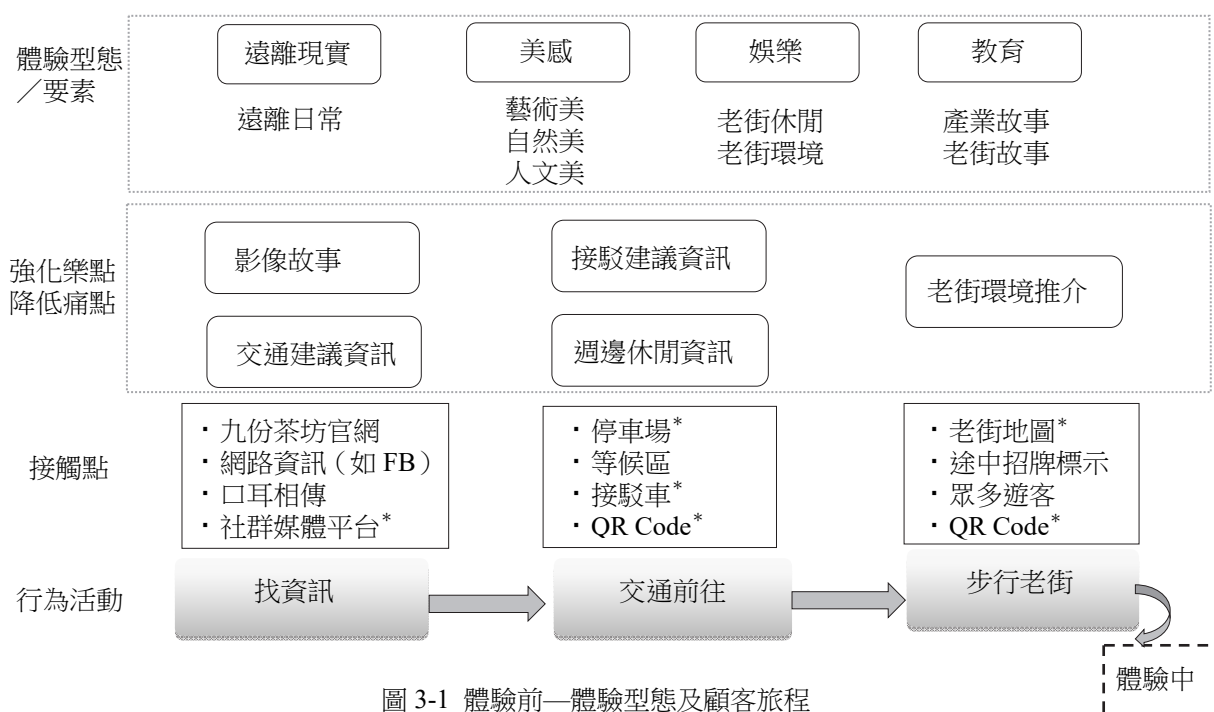 體驗型態
／要素
遠離現實
遠離日常
美感
藝術美
自然美
人文美
娛樂
老街休閒
老街環境
教育
產業故事
老街故事
強化樂點
降低痛點
影像故事
交通建議資訊
接駁建議資訊
週邊休閒資訊
老街環境推介
接觸點
・九份茶坊官網
・網路資訊（如 FB）
・口耳相傳
・社群媒體平台*
・停車場*
・等候區
・接駁車*
・QR Code*
・老街地圖*
・途中招牌標示
・眾多遊客
・QR Code*
行為活動
找資訊
交通前往
步行老街
體驗中
圖 3-1 體驗前—體驗型態及顧客旅程